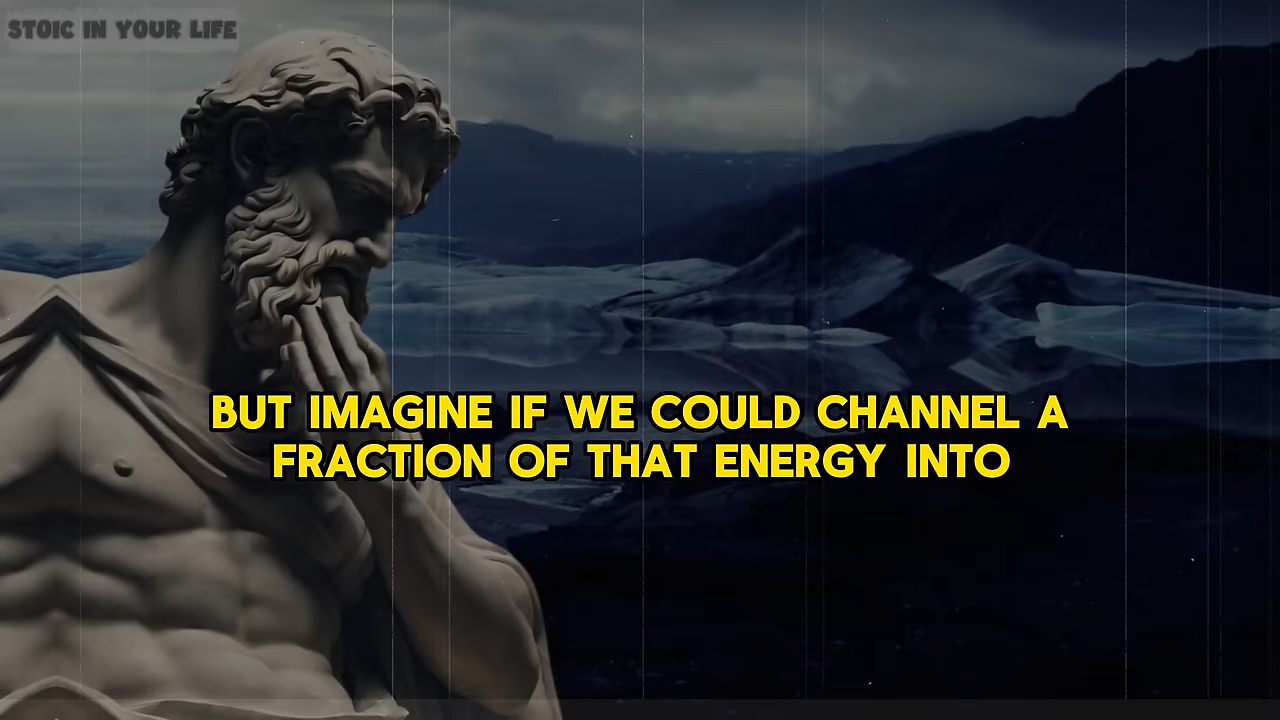 STOIC IN YOUR LIFE
BUT IMAGINE IF WE COULD CHANNEL A
FRACTION OF THAT ENERGY INTO